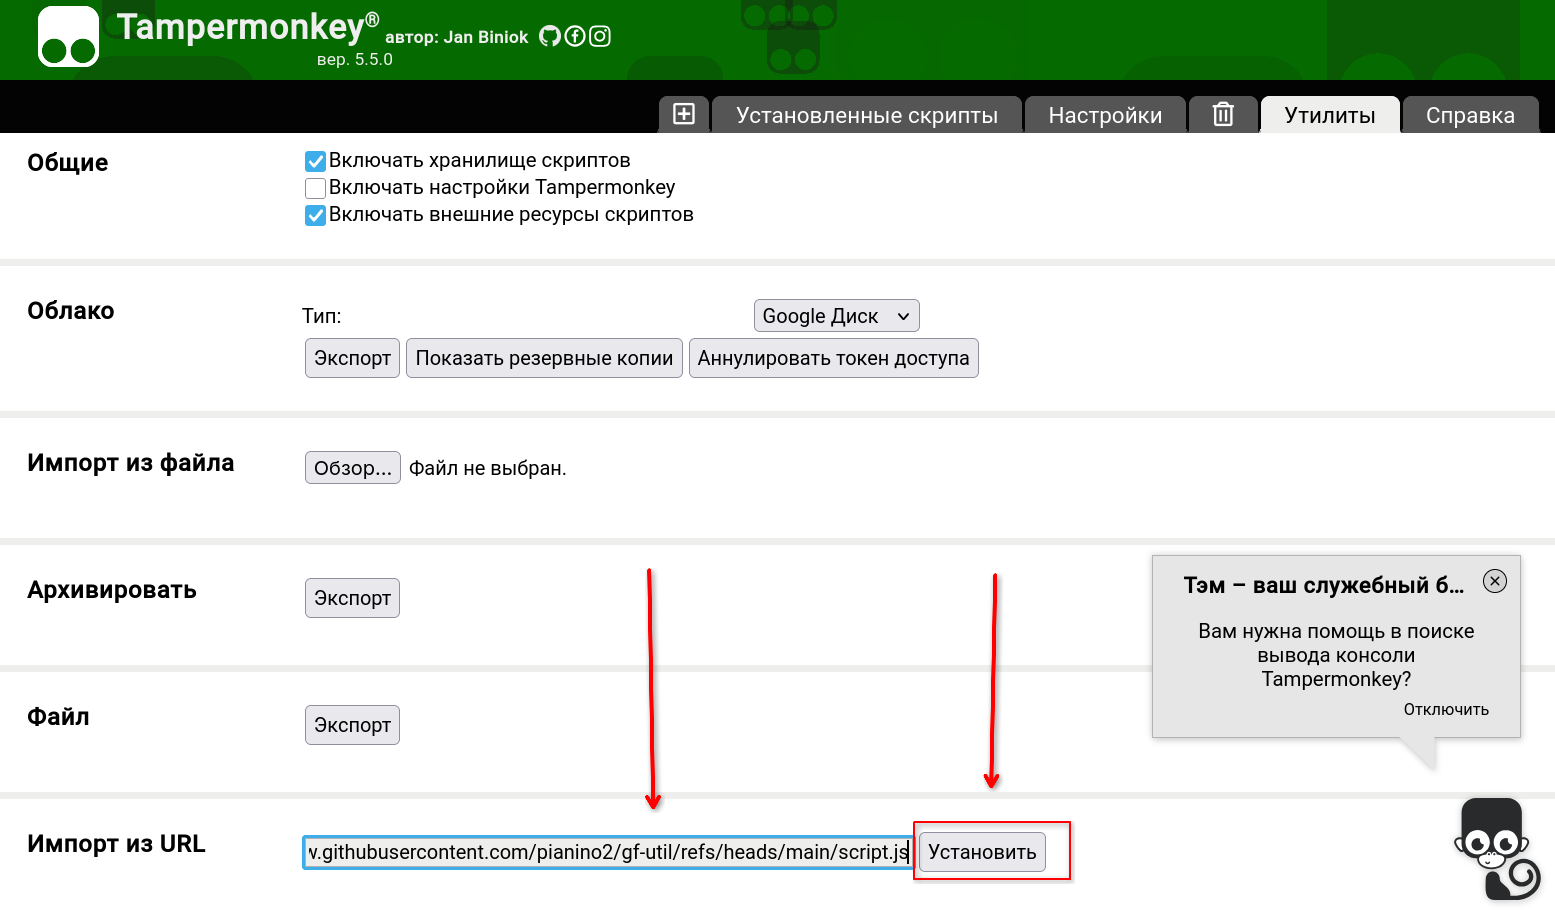 Tampermonkey®
автор: Jan Biniok
вер. 5.5.0
Установленные скрипты
Настройки
Утилиты
Справка
Общие
Включать хранилище скриптов
Включать настройки Tampermonkey
Включать внешние ресурсы скриптов
Облако
Тип:
Google Диск
Экспорт
Показать резервные копии
Аннулировать токен доступа
Импорт из файла
Обзор...
Файл не выбран.
Архивировать
Экспорт
Тэм – ваш служебный б...
Вам нужна помощь в поиске
вывода консоли
Tampermonkey?
Отключить
Файл
Экспорт
Импорт из URL
w.githubusercontent.com/pianino2/gf-util/refs/heads/main/script.js
Установить